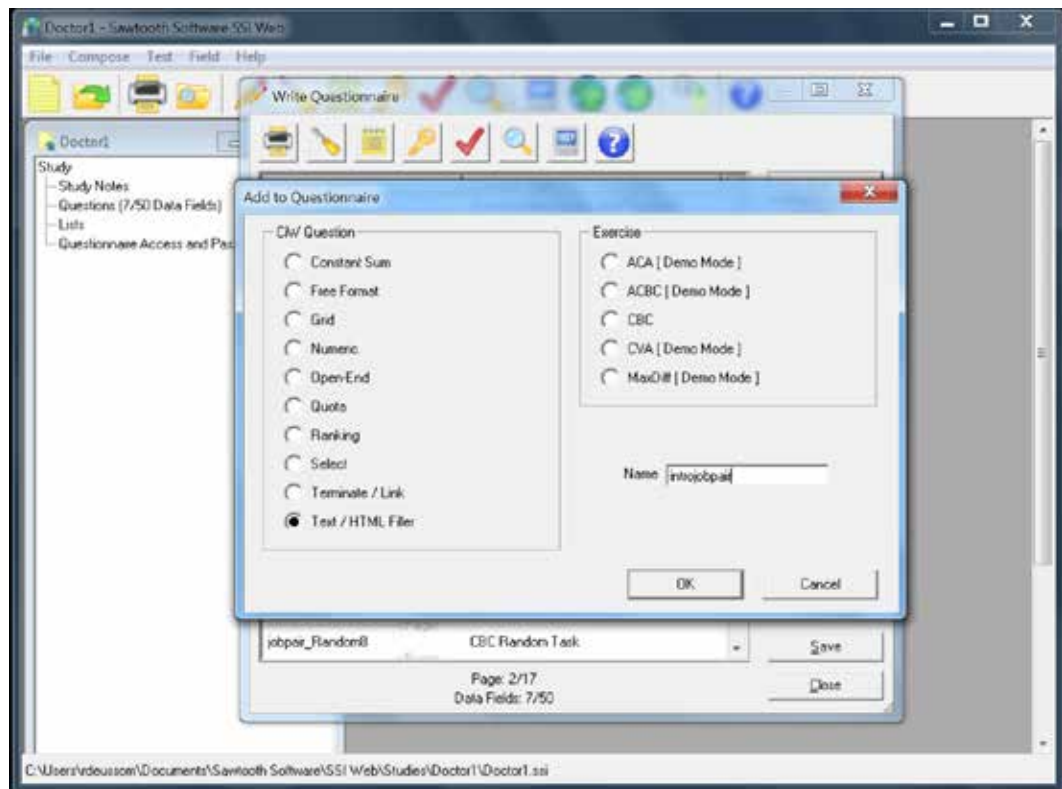 Doctor1 - Sawtooth Software SSI Web
File Compose Test Field Help
Write Questionnaire
Doctor1
Study
Study Notes
Questions (7/50 Data Fields)
Lists
Questionnaire Access and Pas
Add to Questionnaire
CiW Question
Constant Sum
Free Format
Grid
Numeric
Open-End
Quota
Ranking
Select
Terminate / Link
Text / HTML Filler
Exercise
ACA [ Demo Mode ]
ACBC [ Demo Mode ]
CBC
CVA [ Demo Mode ]
MaxDiff [ Demo Mode ]
Name introjobpair
OK Cancel
jobpair_Random8 CBC Random Task
Save
Page: 2/17
Data Fields: 7/50
Close
C:\Users\rdeussom\Documents\Sawtooth Software\SSI Web\Studies\Doctor1\Doctor1.ssi